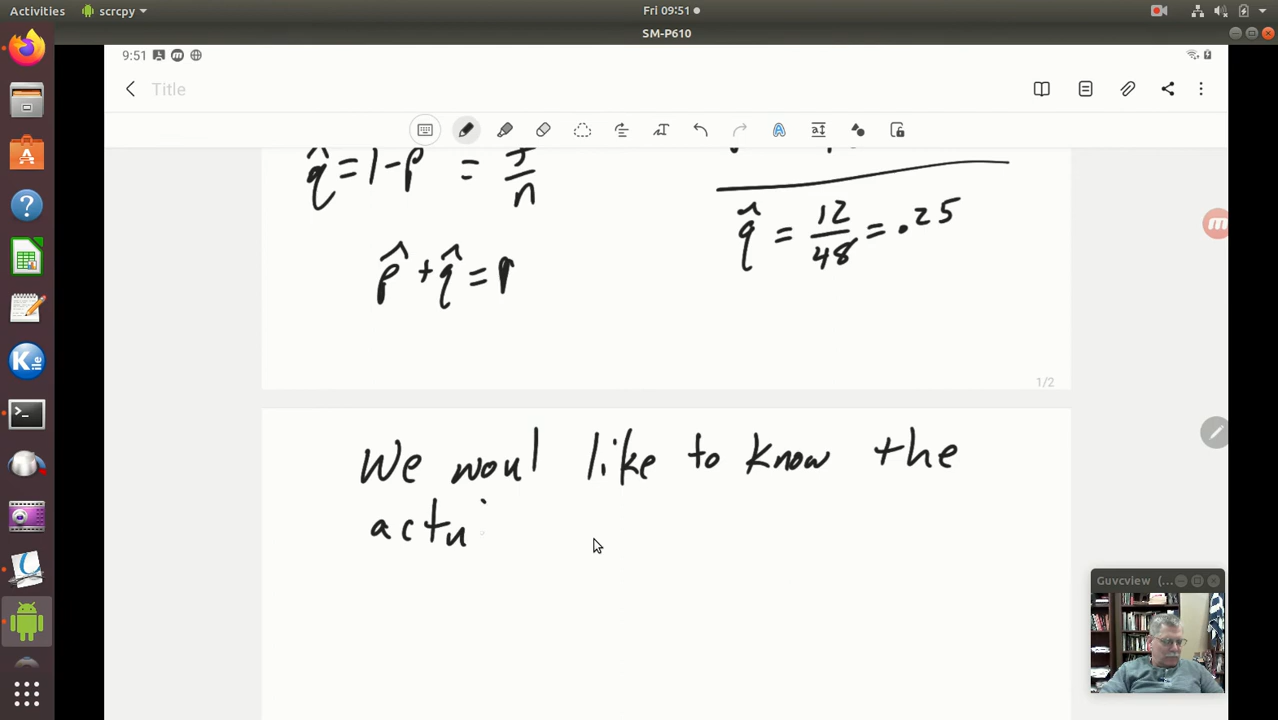 Activities scrcpy Fri 09:51
SM-P610
9:51
Title
q̂ = 1 - p = f/n
q̂ = 12/48 = .25
p̂ + q̂ = p
1/2
We woul like to know the
actu
Guvcview (...